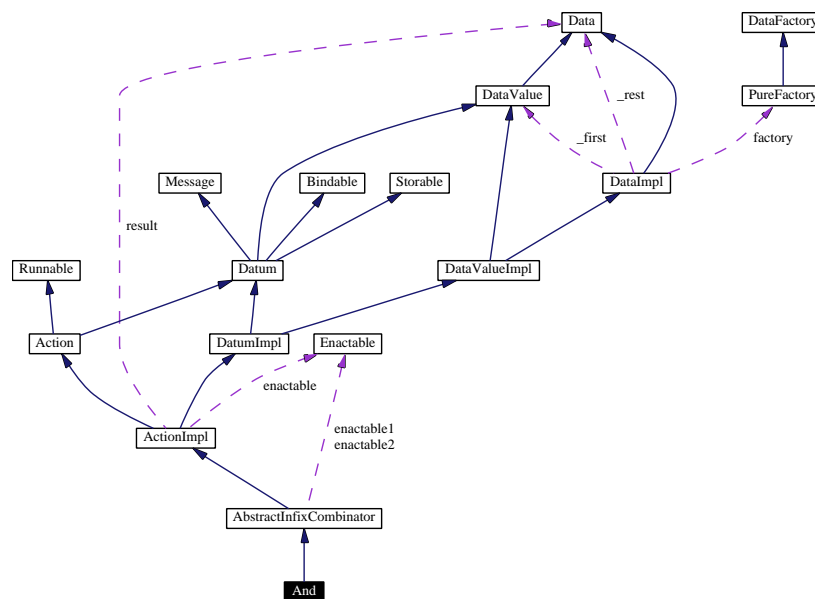 Data
DataFactory
DataValue
PureFactory
_rest
_first
factory
Message
Bindable
Storable
DataImpl
result
Runnable
Datum
DataValueImpl
Action
DatumImpl
Enactable
enactable
enactable1
enactable2
ActionImpl
AbstractInfixCombinator
And